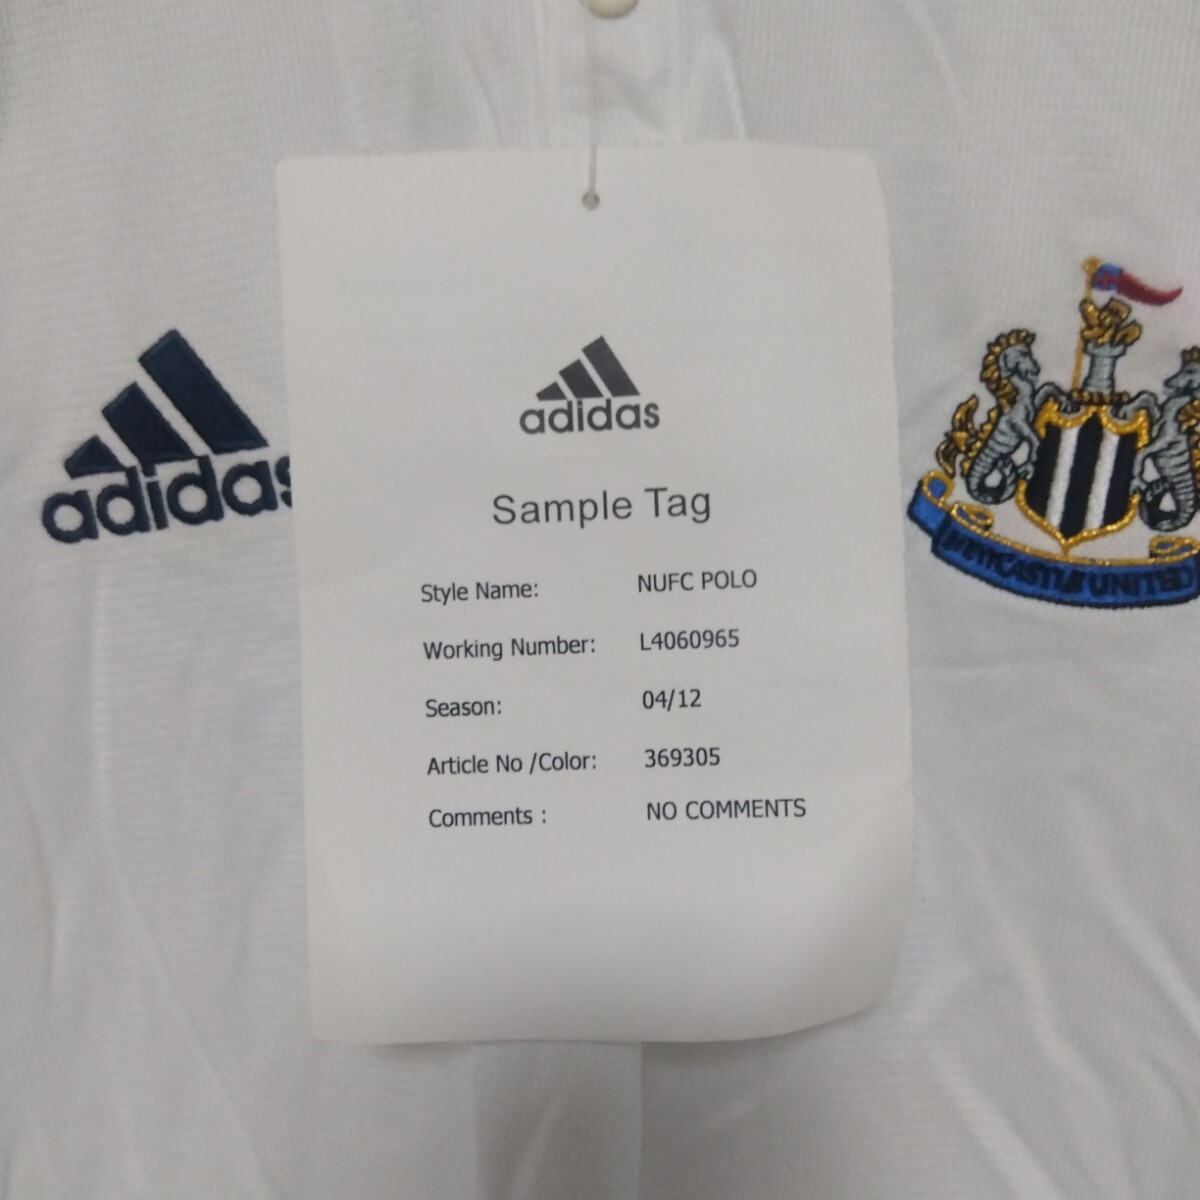 adidas
adidas
Sample Tag
Style Name: NUFC POLO
Working Number: L4060965
Season: 04/12
Article No /Color: 369305
Comments : NO COMMENTS
NEWCASTLE UNITED